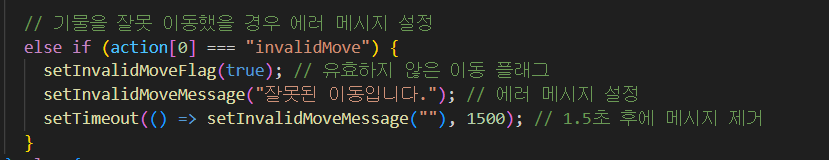 // 기물을 잘못 이동했을 경우 에러 메시지 설정
else if (action[0] === "invalidMove") {
setInvalidMoveFlag(true); // 유효하지 않은 이동 플래그
setInvalidMoveMessage("잘못된 이동입니다."); // 에러 메시지 설정
setTimeout(() => setInvalidMoveMessage(""), 1500); // 1.5초 후에 메시지 제거
}